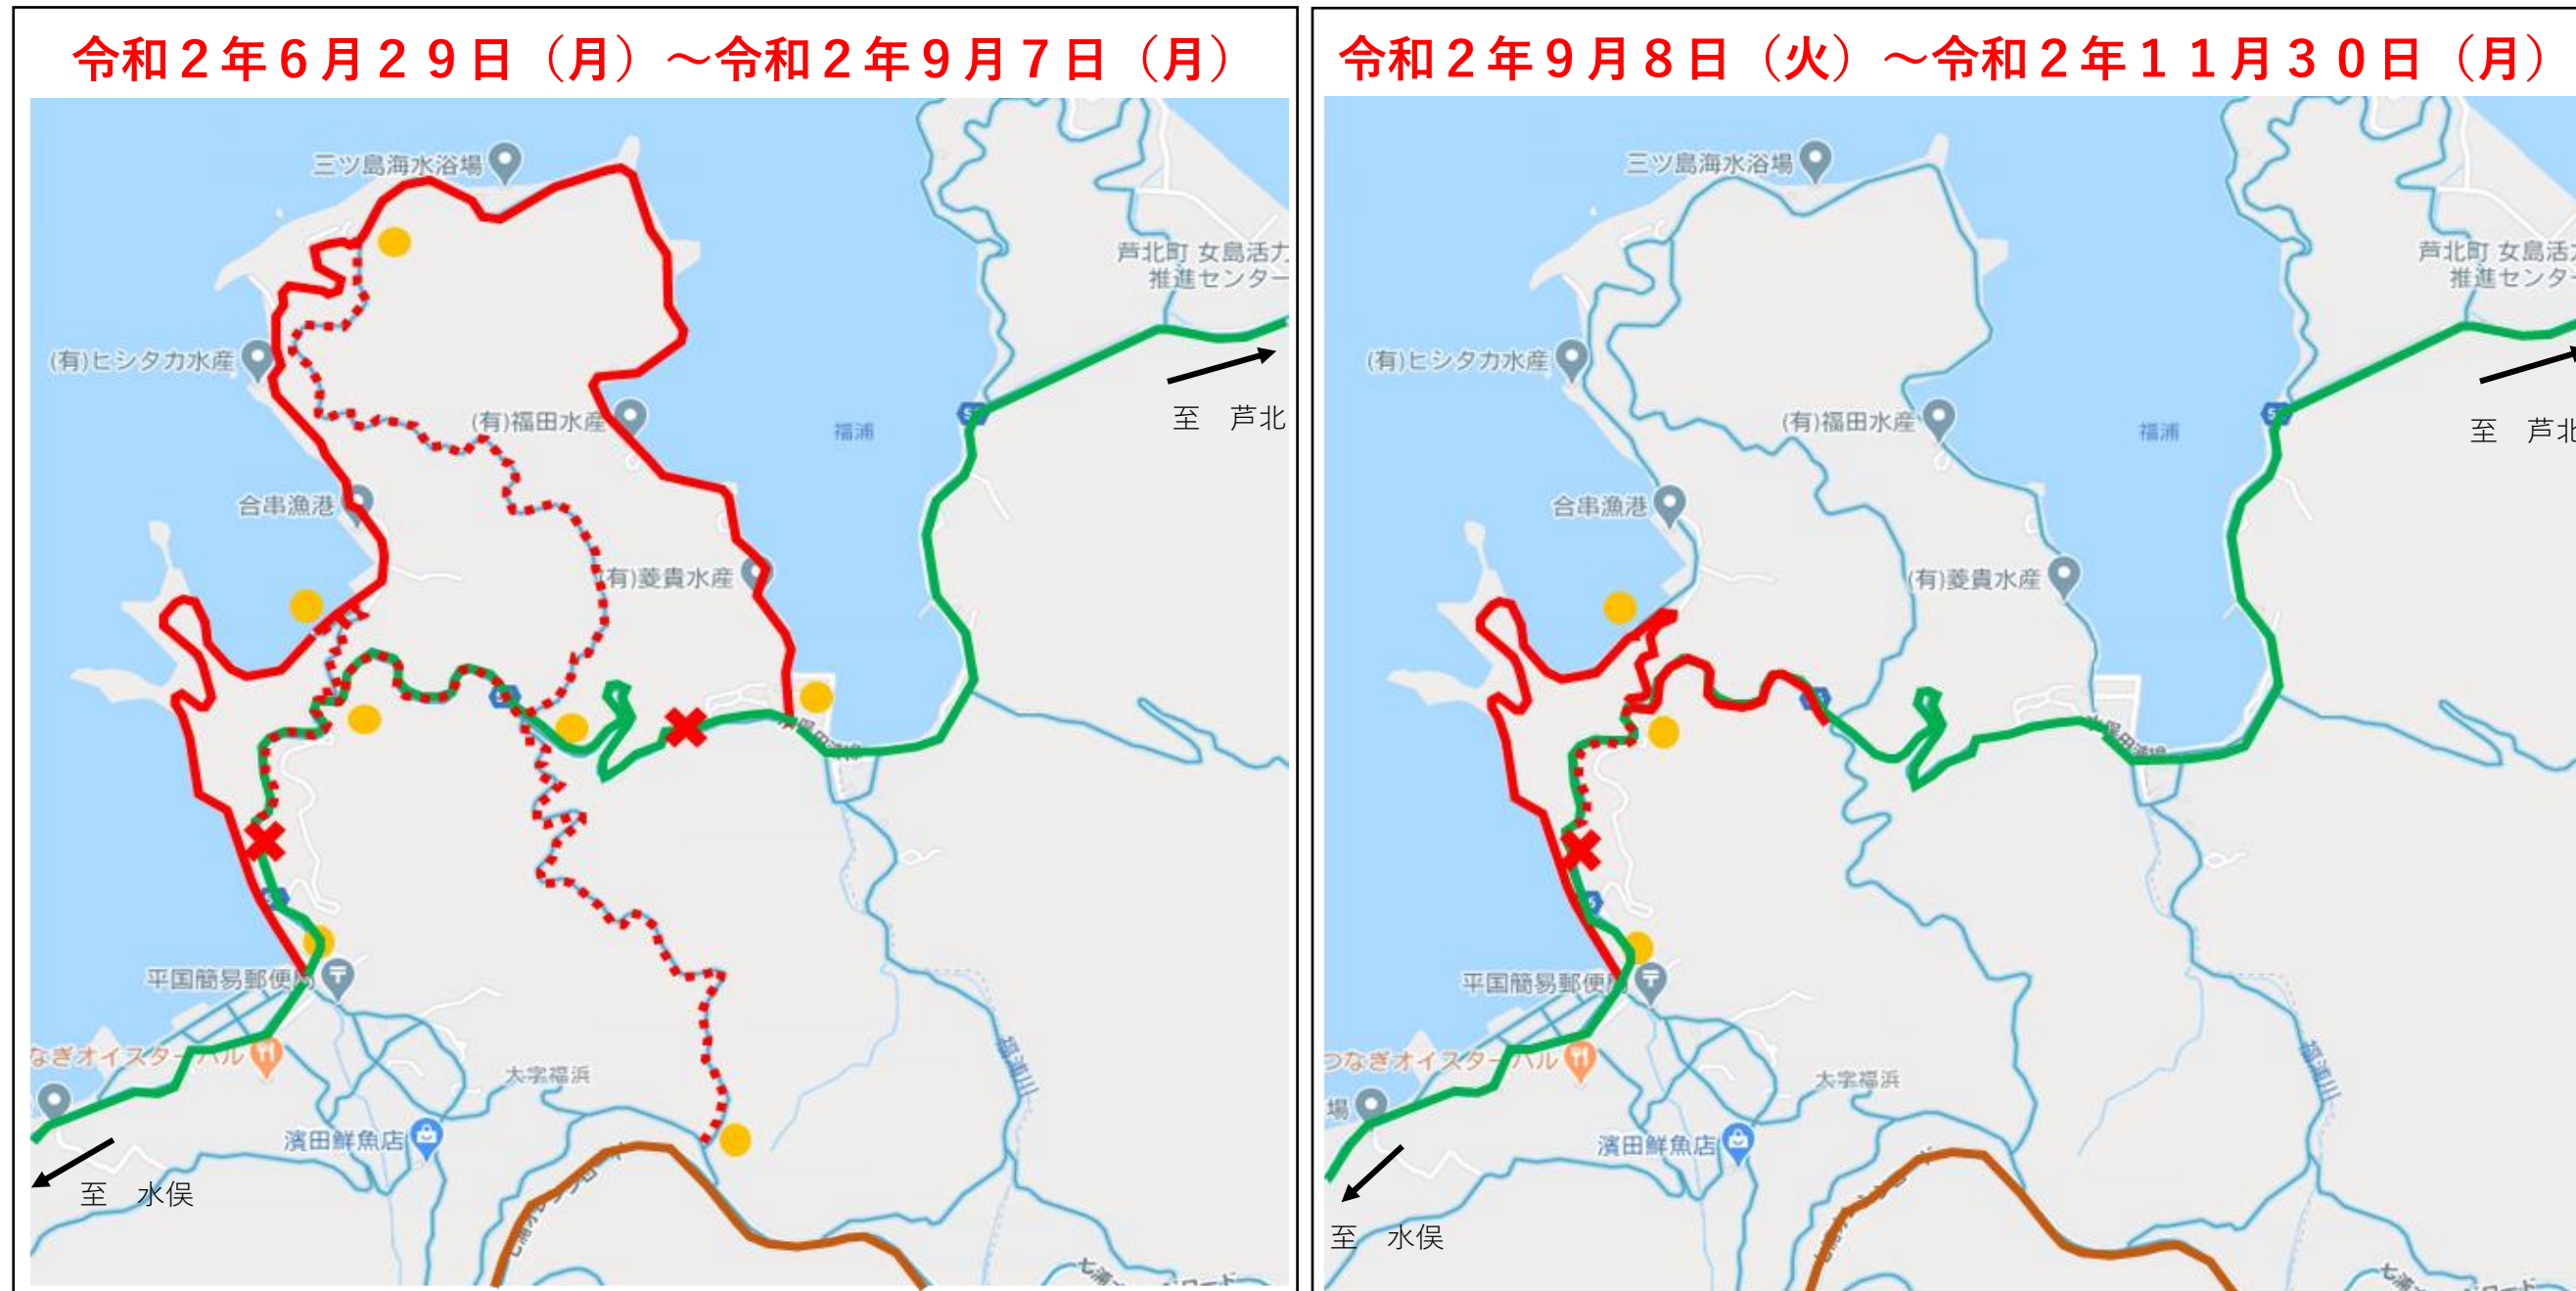 令和２年６月２９日（月）～令和２年９月７日（月）
三ツ島海水浴場
芦北町 女島活力
推進センター
(有)ヒシタカ水産
至　芦北
(有)福田水産
福浦
合串漁港
(有)菱貴水産
平国簡易郵便局
なぎオイスターバル
大字福浜
福浦川
濱田鮮魚店
至　水俣
令和２年９月８日（火）～令和２年１１月３０日（月）
三ツ島海水浴場
芦北町 女島活
推進センタ
(有)ヒシタカ水産
至　芦北
(有)福田水産
福浦
合串漁港
(有)菱貴水産
平国簡易郵便局
つなぎオイスターバル
大字福浜
福浦川
場
濱田鮮魚店
至　水俣